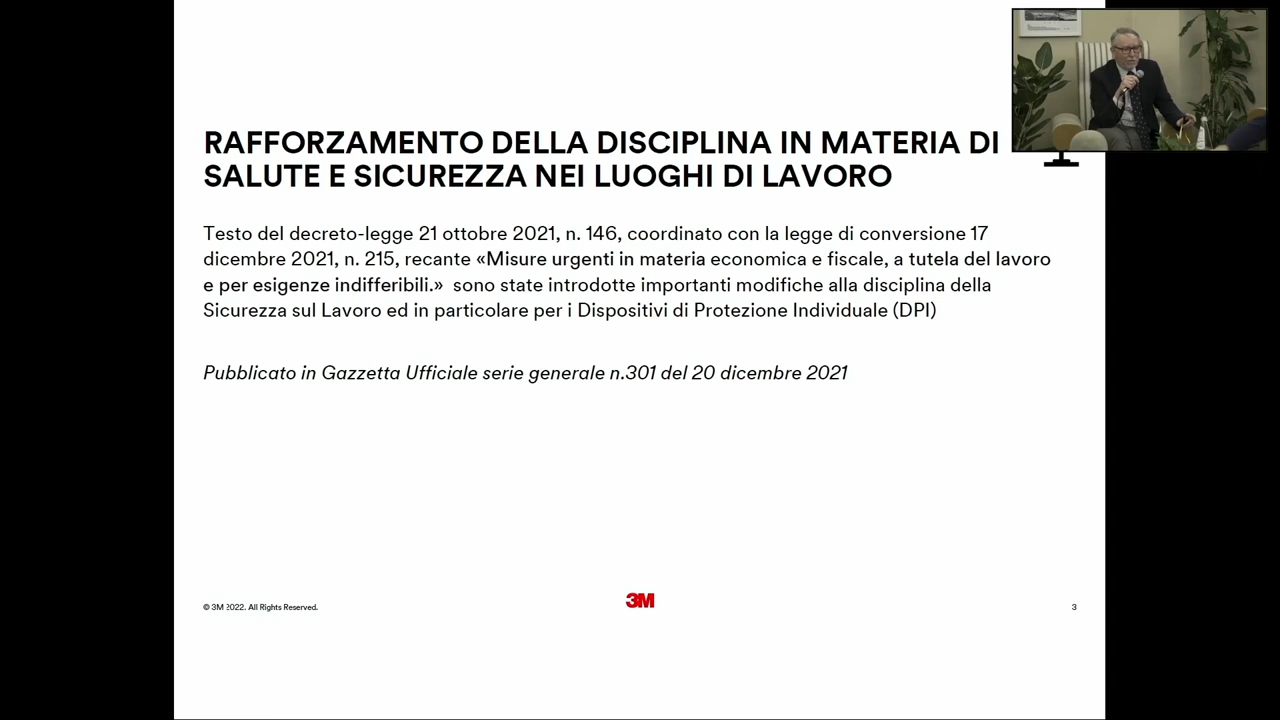 RAFFORZAMENTO DELLA DISCIPLINA IN MATERIA DI
SALUTE E SICUREZZA NEI LUOGHI DI LAVORO
Testo del decreto-legge 21 ottobre 2021, n. 146, coordinato con la legge di conversione 17
dicembre 2021, n. 215, recante «Misure urgenti in materia economica e fiscale, a tutela del lavoro
e per esigenze indifferibili.» sono state introdotte importanti modifiche alla disciplina della
Sicurezza sul Lavoro ed in particolare per i Dispositivi di Protezione Individuale (DPI)
Pubblicato in Gazzetta Ufficiale serie generale n.301 del 20 dicembre 2021
© 3M 2022. All Rights Reserved.
3M
3